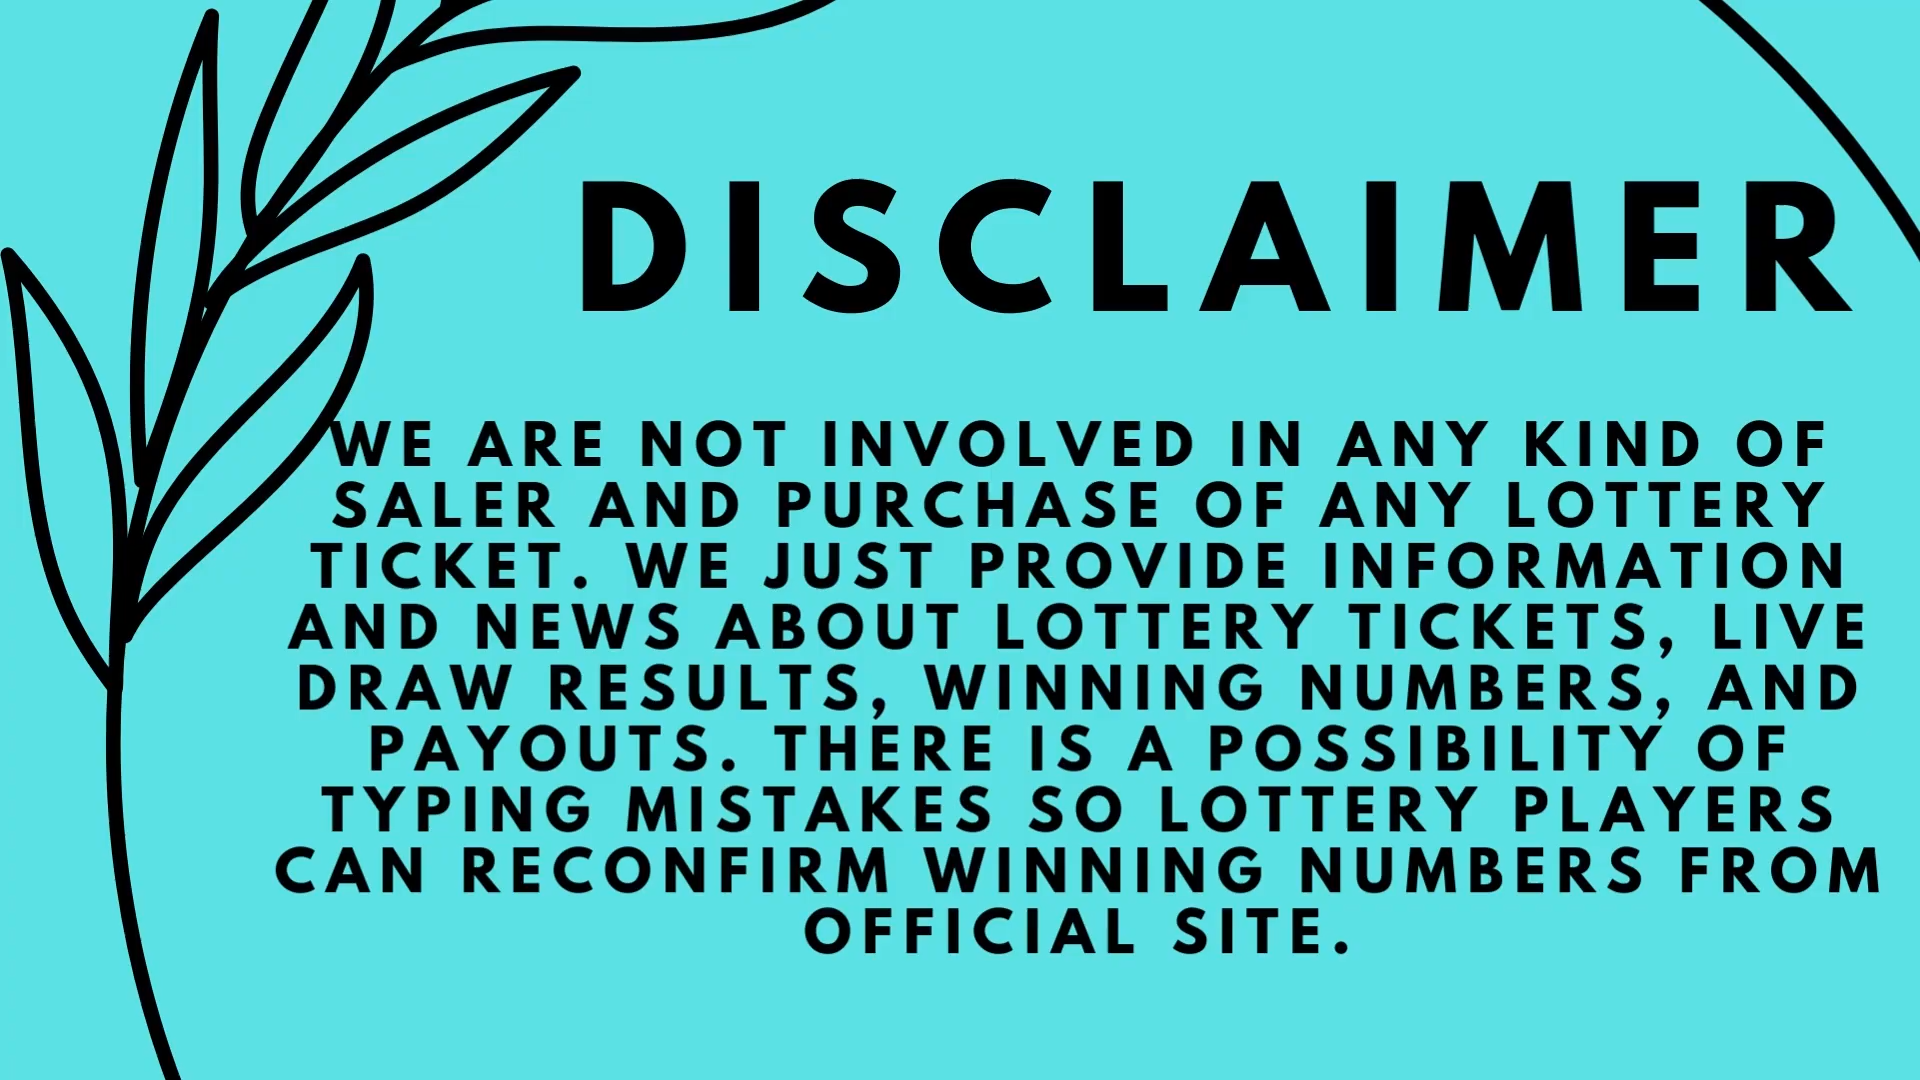 DISCLAIMER
WE ARE NOT INVOLVED IN ANY KIND OF
SALER AND PURCHASE OF ANY LOTTERY
TICKET. WE JUST PROVIDE INFORMATION
AND NEWS ABOUT LOTTERY TICKETS, LIVE
DRAW RESULTS, WINNING NUMBERS, AND
PAYOUTS. THERE IS A POSSIBILITY OF
TYPING MISTAKES SO LOTTERY PLAYERS
CAN RECONFIRM WINNING NUMBERS FROM
OFFICIAL SITE.